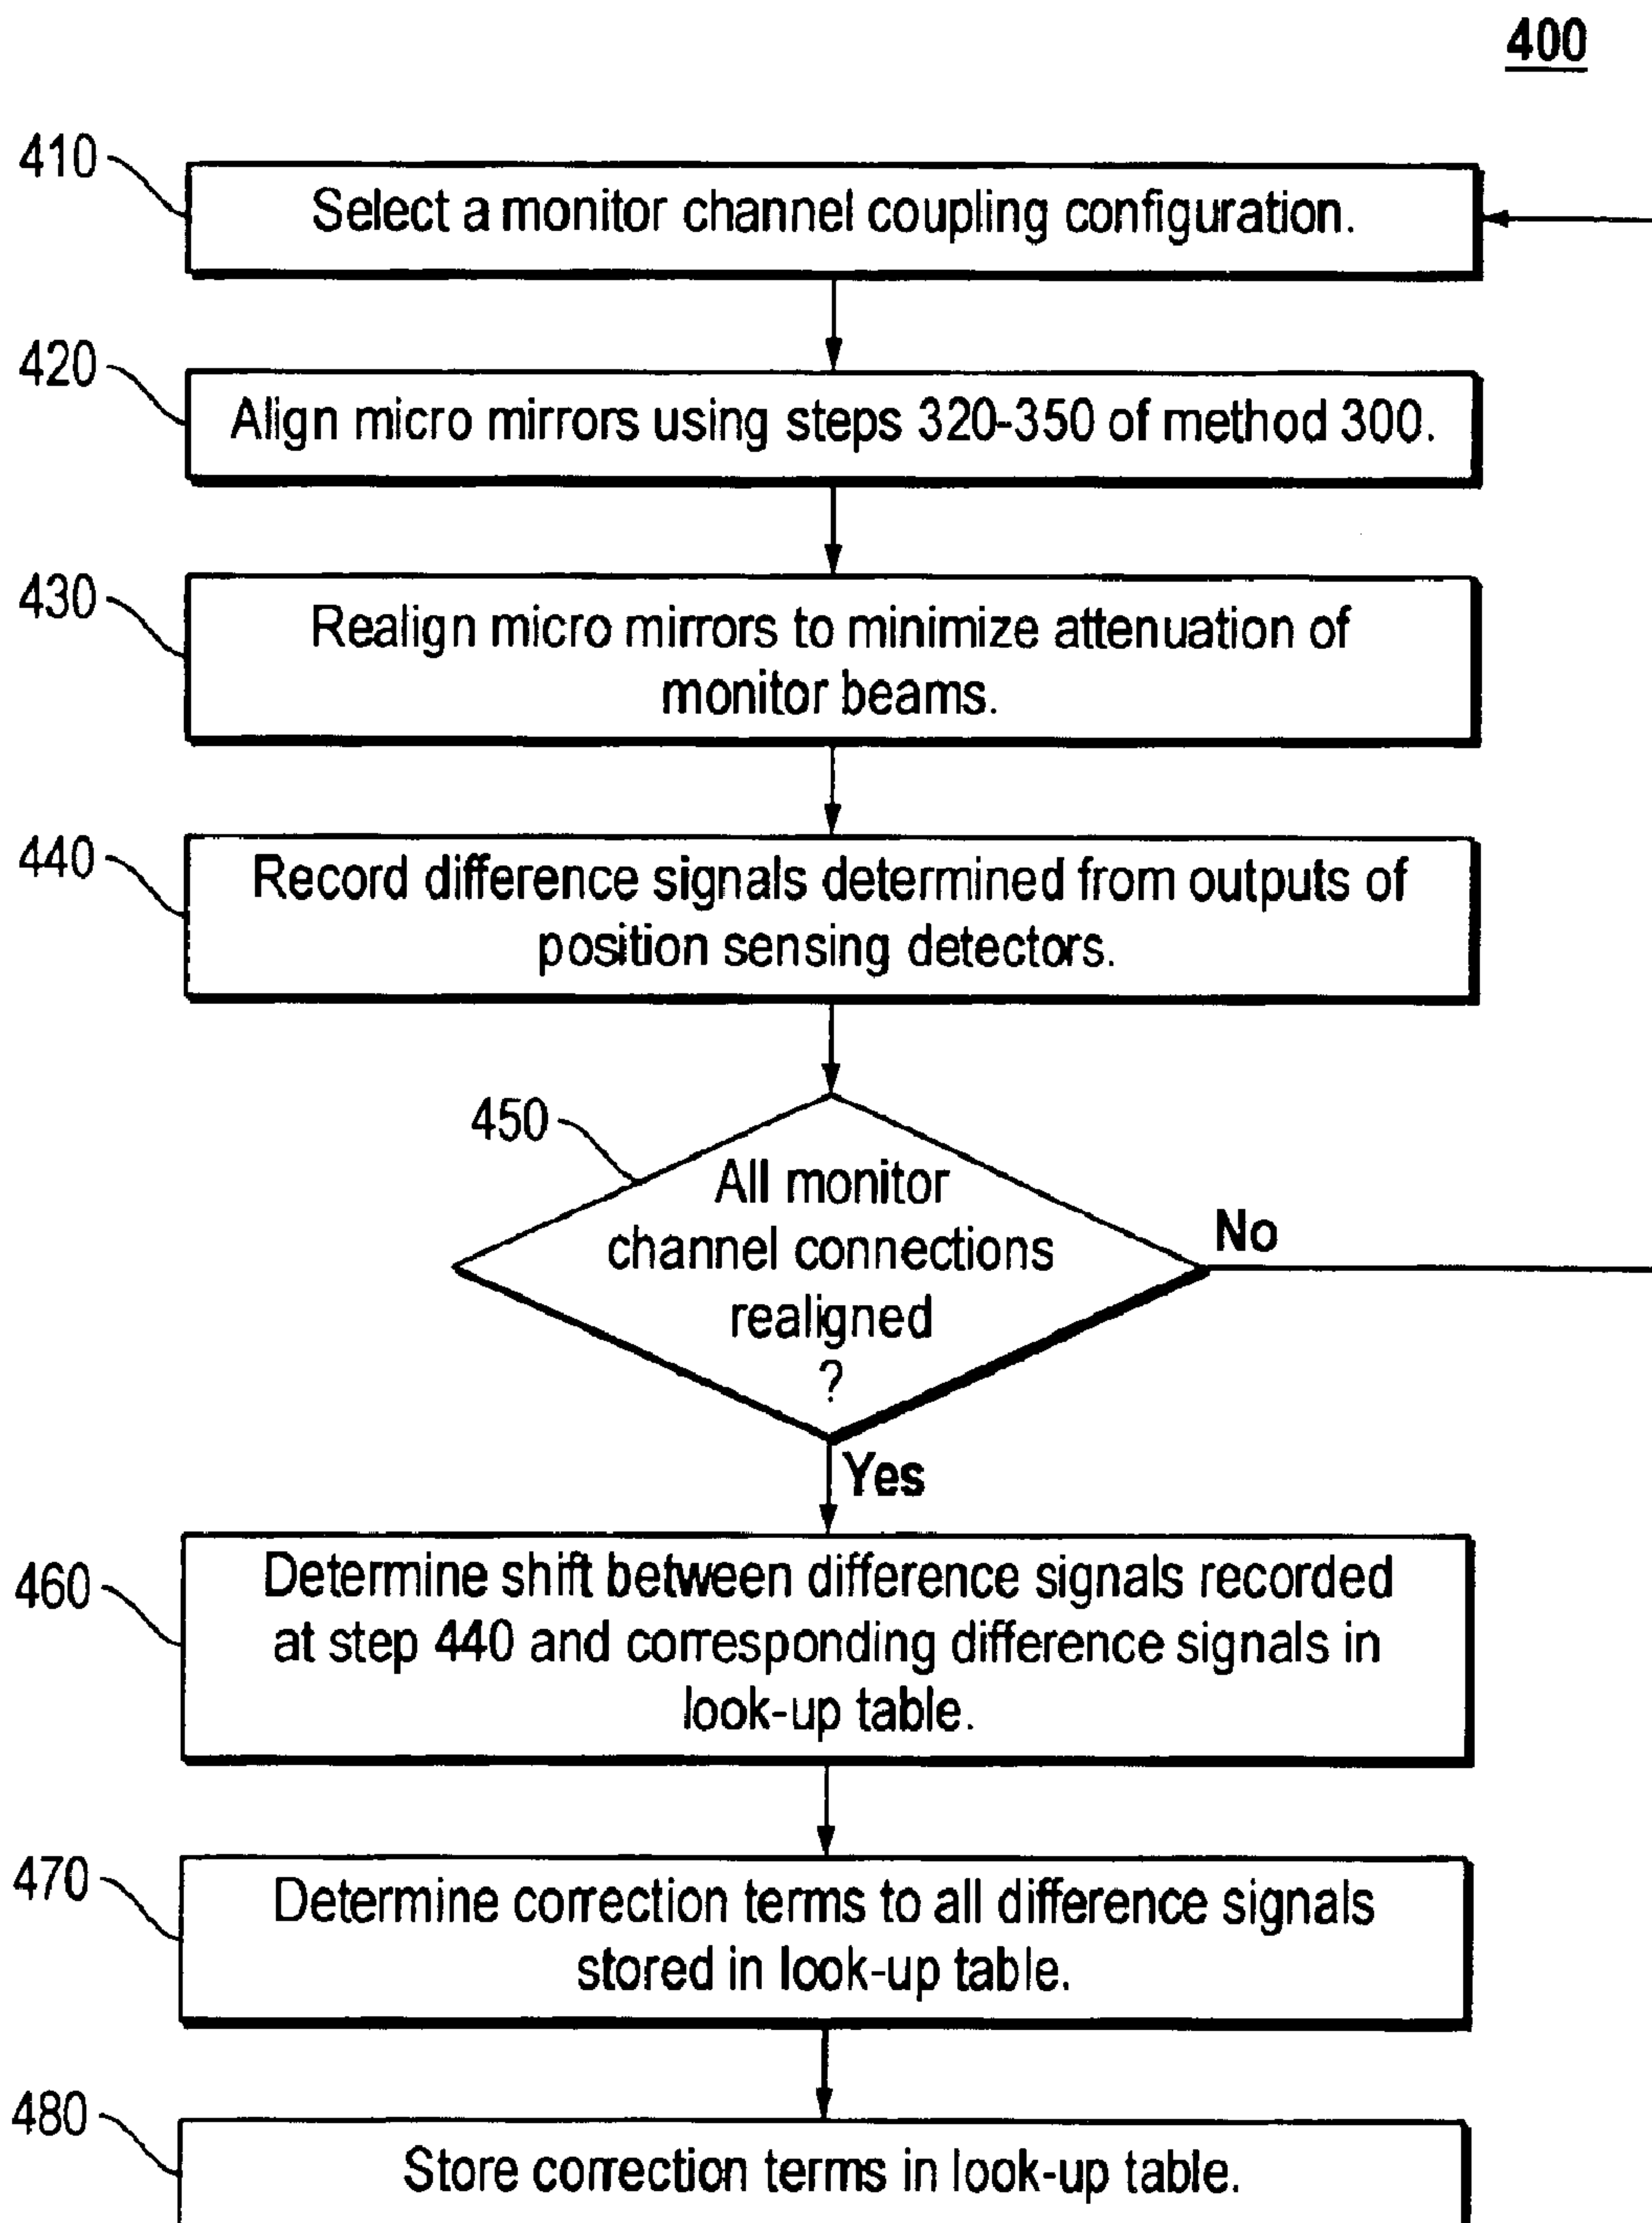 400
410
Select a monitor channel coupling configuration.
420
Align micro mirrors using steps 320-350 of method 300.
430
Realign micro mirrors to minimize attenuation of
monitor beams.
440
Record difference signals determined from outputs of
position sensing detectors.
450
All monitor
channel connections
realigned
?
No
Yes
460
Determine shift between difference signals recorded
at step 440 and corresponding difference signals in
look-up table.
470
Determine correction terms to all difference signals
stored in look-up table.
480
Store correction terms in look-up table.